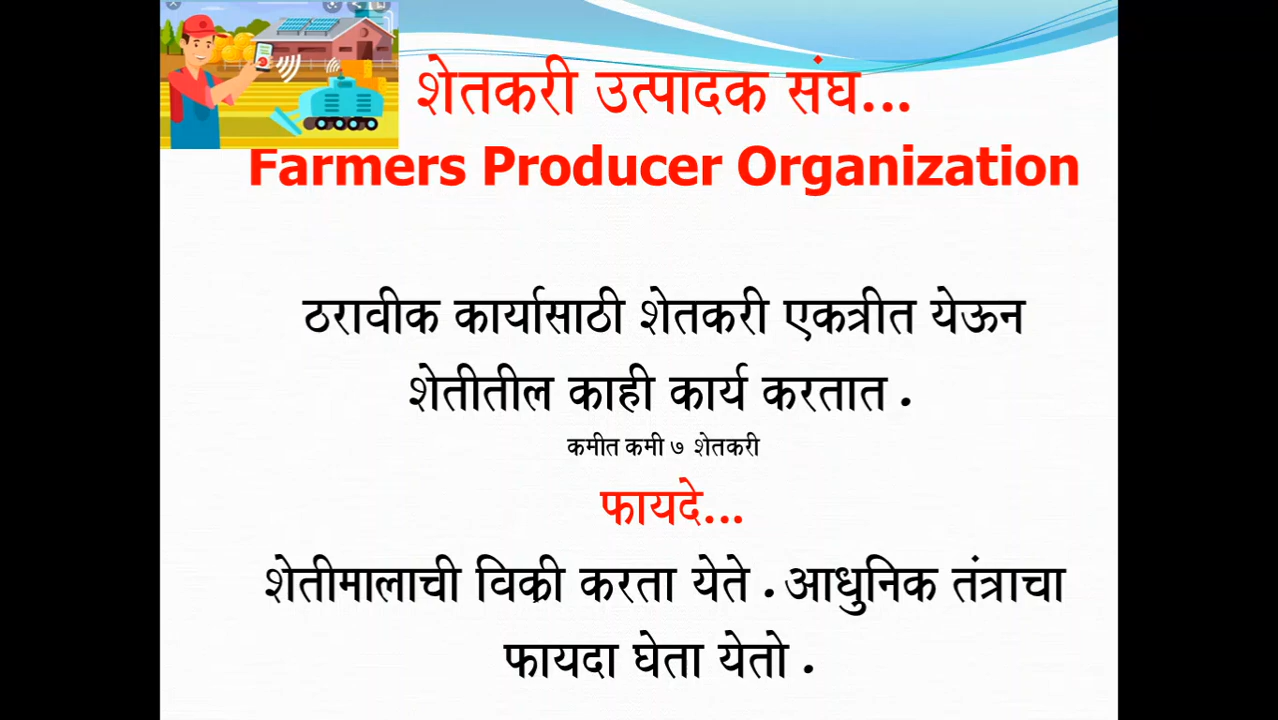 शेतकरी उत्पादक संघ...
Farmers Producer Organization
ठरावीक कार्यासाठी शेतकरी एकत्रीत येऊन
शेतीतील काही कार्य करतात .
कमीत कमी ७ शेतकरी
फायदे...
शेतीमालाची विक्री करता येते . आधुनिक तंत्राचा
फायदा घेता येतो .